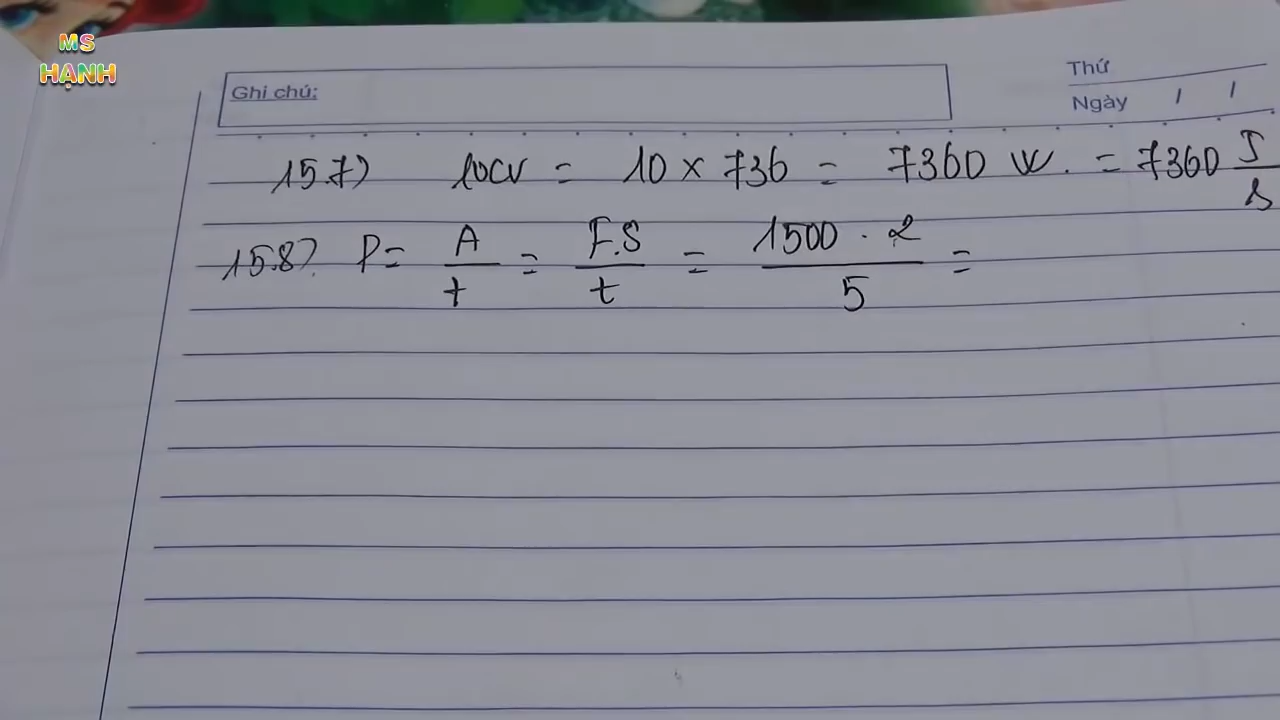 MS
HẠNH
Ghi chú:
Thứ
Ngày / /
15.7) 10cv = 10 × 736 = 7360 W. = 7360 J/s
15.8) P = A/t = F.S/t = 1500 . 2/5 =